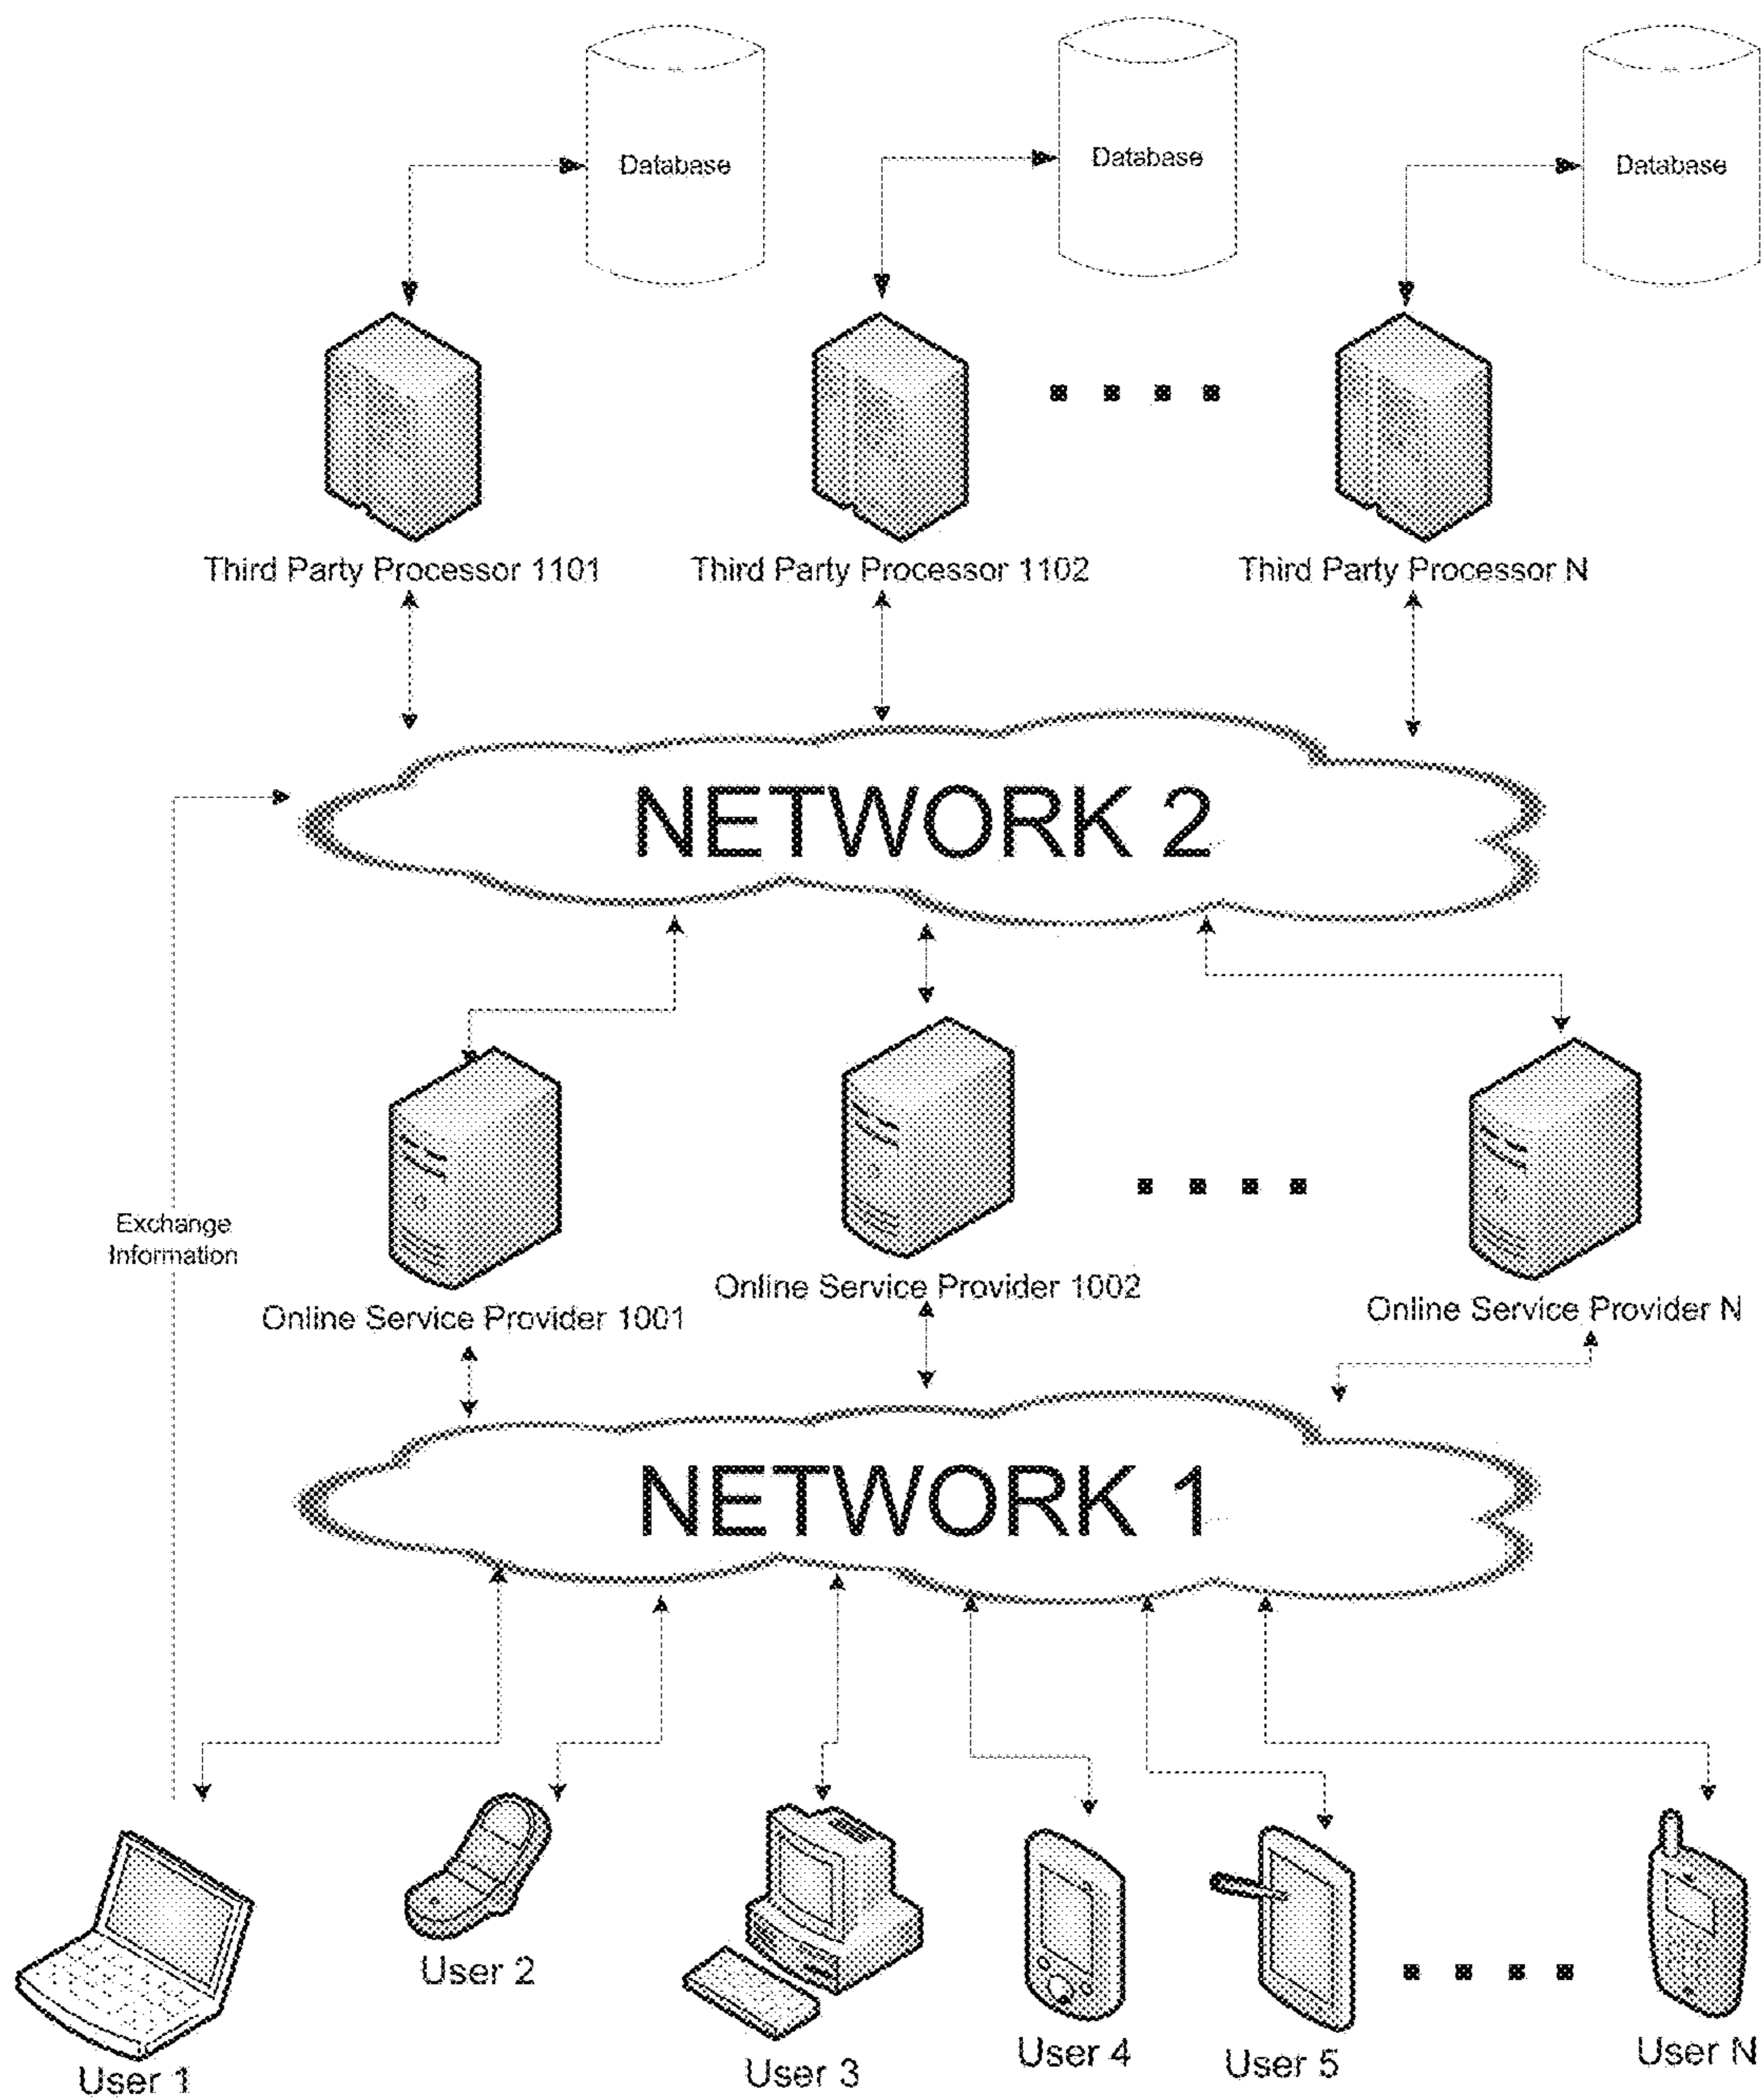 Database
Database
Database
Third Party Processor 1101
Third Party Processor 1102
Third Party Processor N
NETWORK 2
Exchange
Information
Online Service Provider 1001
Online Service Provider 1002
Online Service Provider N
NETWORK 1
User 1
User 2
User 3
User 4
User 5
User N